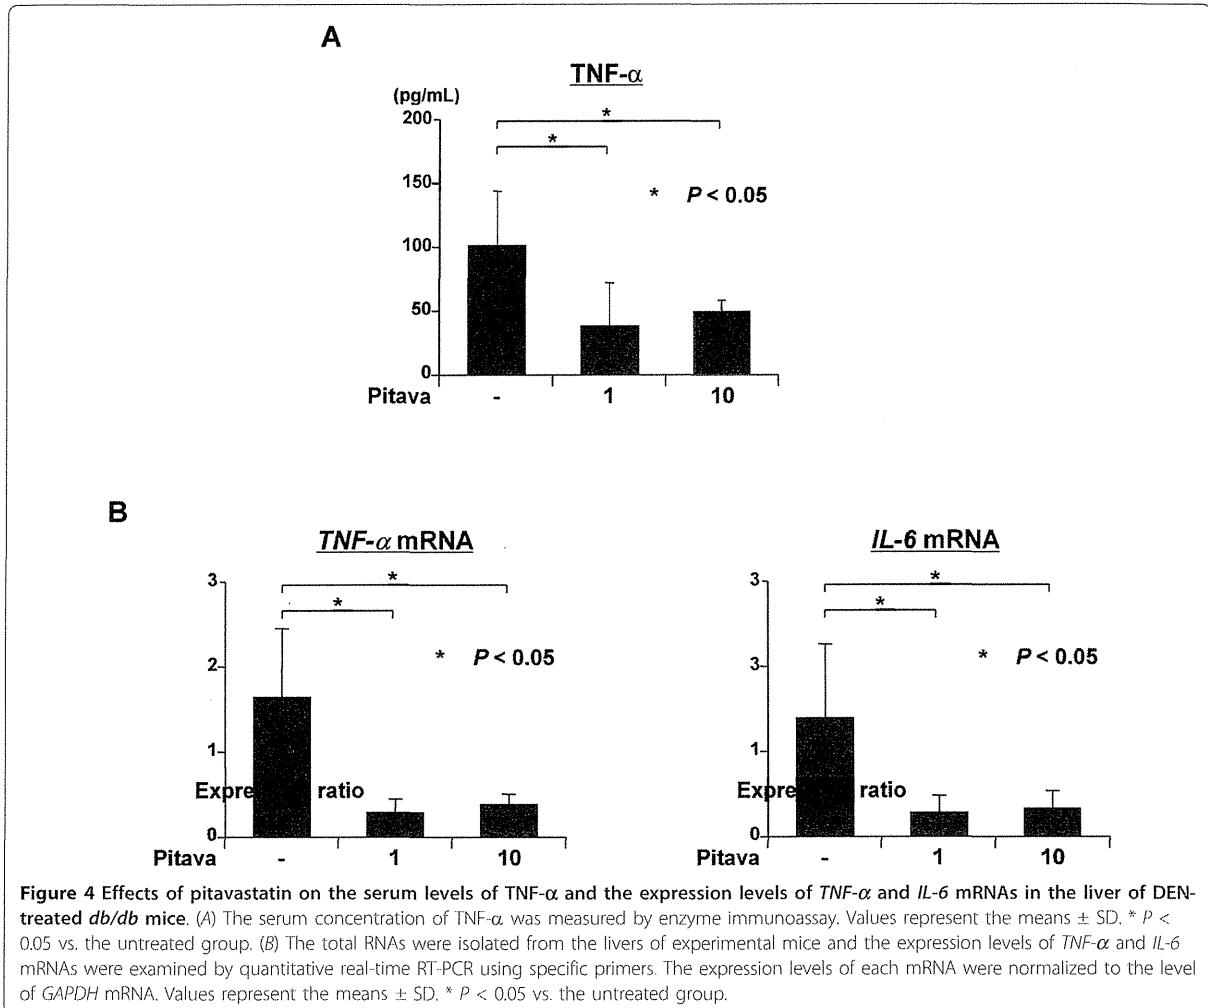 A
TNF-α
(pg/mL)
200
150
100
50
0
*
*
* P < 0.05
Pitava - 1 10
B
TNF-α mRNA
3
2
1
0
*
*
* P < 0.05
Expre ratio
Pitava - 1 10
IL-6 mRNA
3
3
1
0
*
*
* P < 0.05
Expre ratio
Pitava - 1 10
Figure 4 Effects of pitavastatin on the serum levels of TNF-α and the expression levels of TNF-α and IL-6 mRNAs in the liver of DEN-
treated db/db mice. (A) The serum concentration of TNF-α was measured by enzyme immunoassay. Values represent the means ± SD. * P <
0.05 vs. the untreated group. (B) The total RNAs were isolated from the livers of experimental mice and the expression levels of TNF-α and IL-6
mRNAs were examined by quantitative real-time RT-PCR using specific primers. The expression levels of each mRNA were normalized to the level
of GAPDH mRNA. Values represent the means ± SD. * P < 0.05 vs. the untreated group.